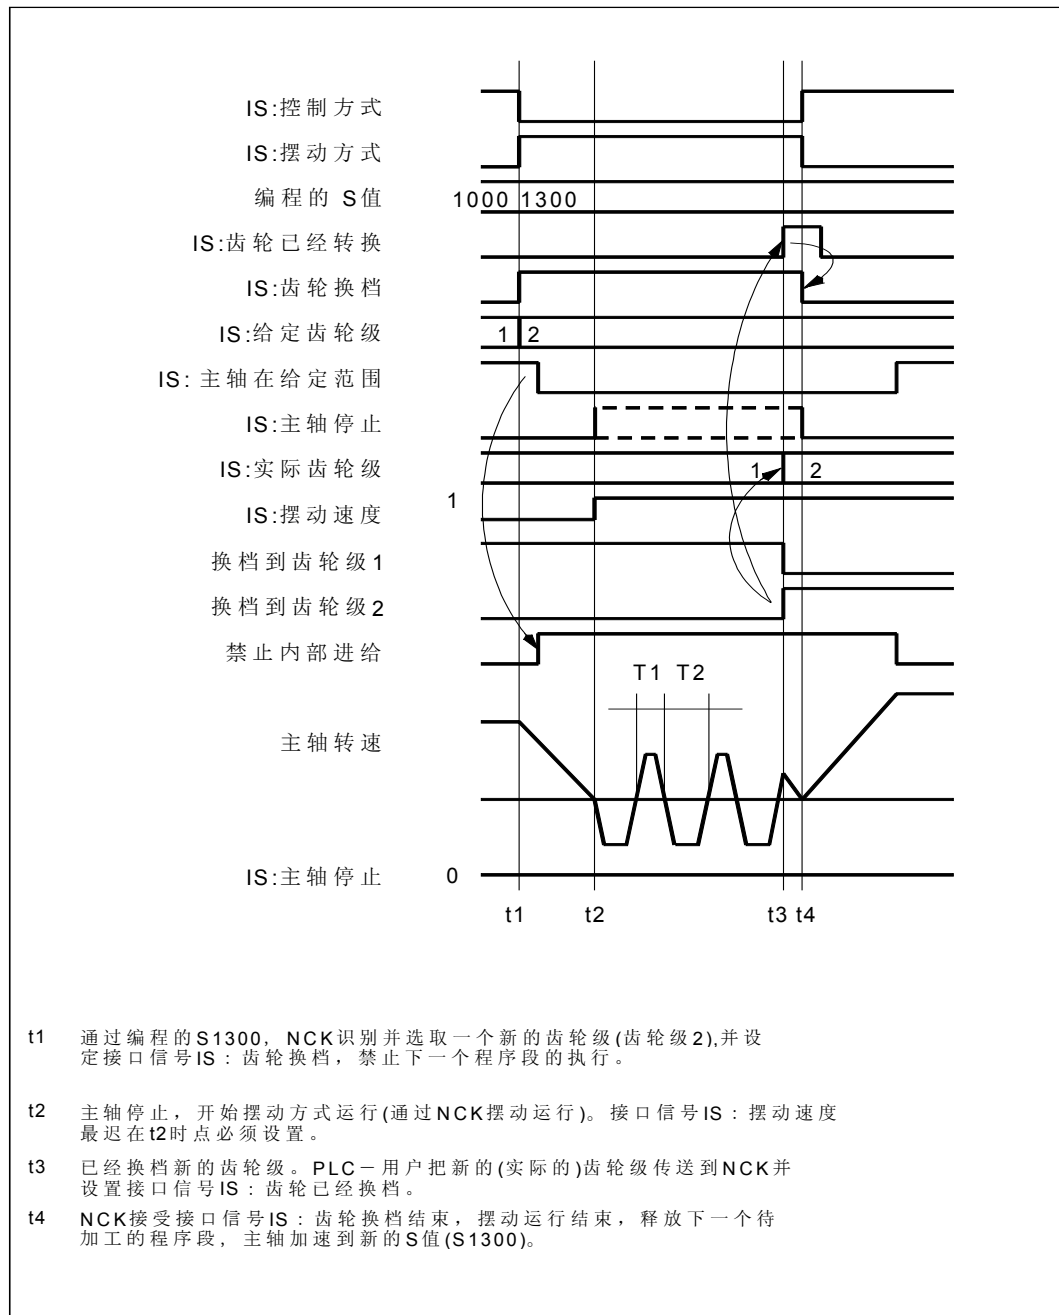 IS:控制方式
IS:摆动方式
编程的 S值 1000 1300
IS:齿轮已经转换
IS:齿轮换档
IS:给定齿轮级 1 2
IS: 主轴在给定范围
IS:主轴停止
IS:实际齿轮级 1 2
IS:摆动速度 1
换档到齿轮级1
换档到齿轮级2
禁止内部进给
T1 T2
主轴转速
IS:主轴停止 0
t1 t2 t3 t4
t1 通过编程的S1300, NCK识别并选取一个新的齿轮级(齿轮级2),并设
定接口信号IS：齿轮换档，禁止下一个程序段的执行。
t2 主轴停止，开始摆动方式运行(通过NCK摆动运行)。接口信号IS：摆动速度
最迟在t2时点必须设置。
t3 已经换档新的齿轮级。PLC－用户把新的(实际的)齿轮级传送到NCK并
设置接口信号IS：齿轮已经换档。
t4 NCK接受接口信号IS：齿轮换档结束，摆动运行结束，释放下一个待
加工的程序段，主轴加速到新的S值(S1300)。